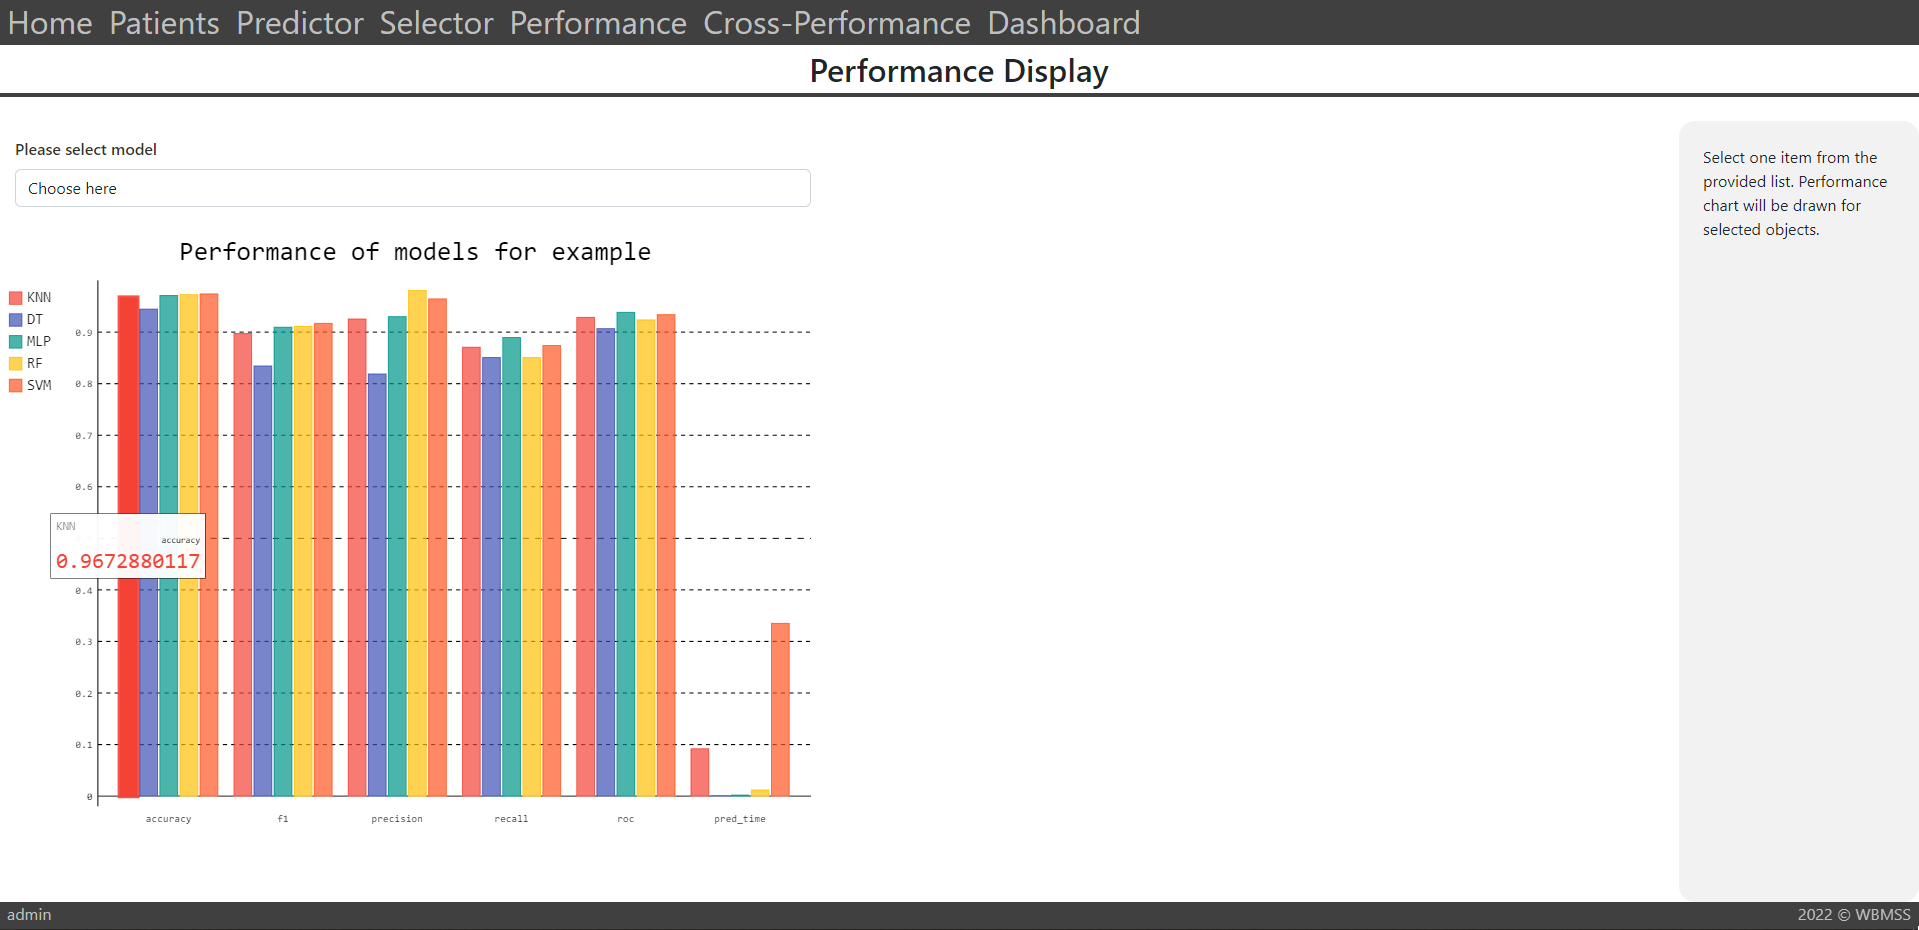 Home Patients Predictor Selector Performance Cross-Performance Dashboard
Performance Display
Please select model
Choose here
Select one item from the
provided list. Performance
chart will be drawn for
selected objects.
Performance of models for example
KNN
DT
MLP
RF
SVM
0.9
0.8
0.7
0.6
KNN
accuracy
0.9672880117
0.4
0.3
0.2
0.1
0
accuracy f1 precision recall roc pred_time
admin
2022 © WBMSS